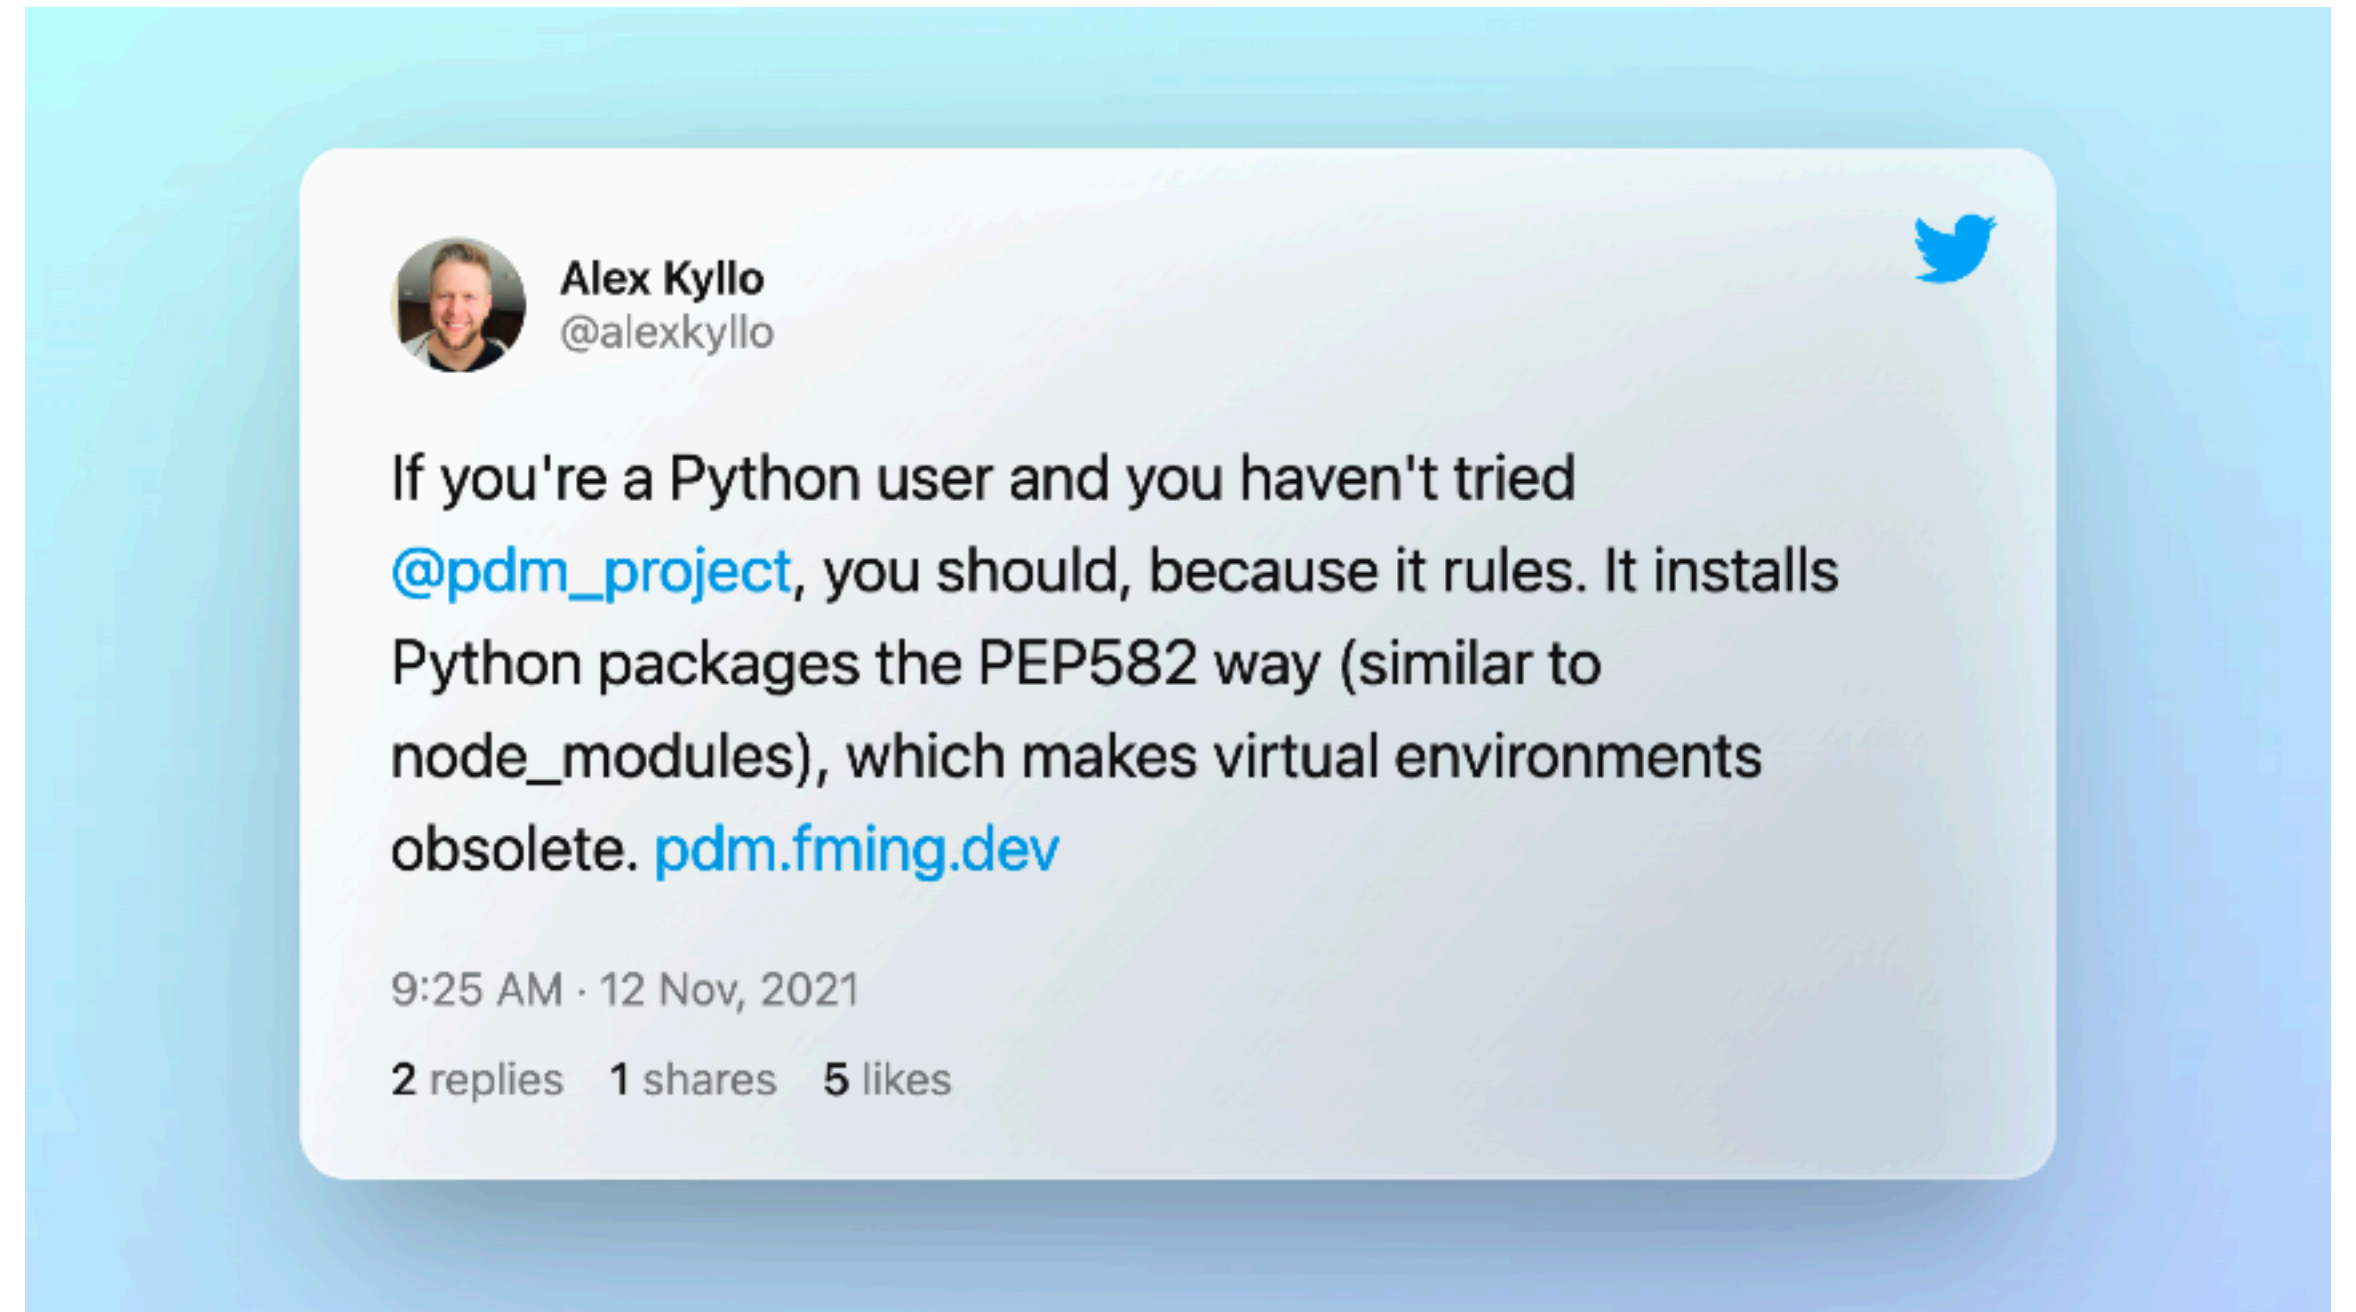 Alex Kyllo
@alexkyllo
If you're a Python user and you haven't tried
@pdm_project, you should, because it rules. It installs
Python packages the PEP582 way (similar to
node_modules), which makes virtual environments
obsolete. pdm.fming.dev
9:25 AM · 12 Nov, 2021
2 replies 1 shares 5 likes